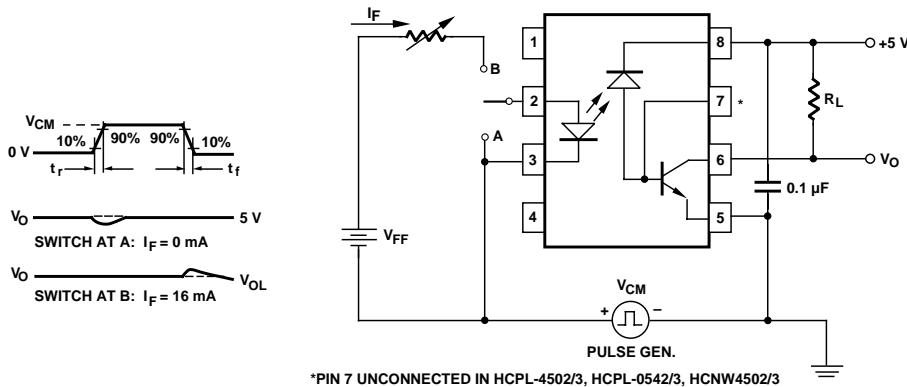 V_CM
0 V
10%
90%
90%
10%
t_r
t_f
V_O
5 V
SWITCH AT A: I_F = 0 mA
V_O
V_OL
SWITCH AT B: I_F = 16 mA
I_F
B
A
V_FF
1
2
3
4
8
7
*
6
5
+5 V
R_L
V_O
0.1 µF
V_CM
+
–
PULSE GEN.
*PIN 7 UNCONNECTED IN HCPL-4502/3, HCPL-0542/3, HCNW4502/3